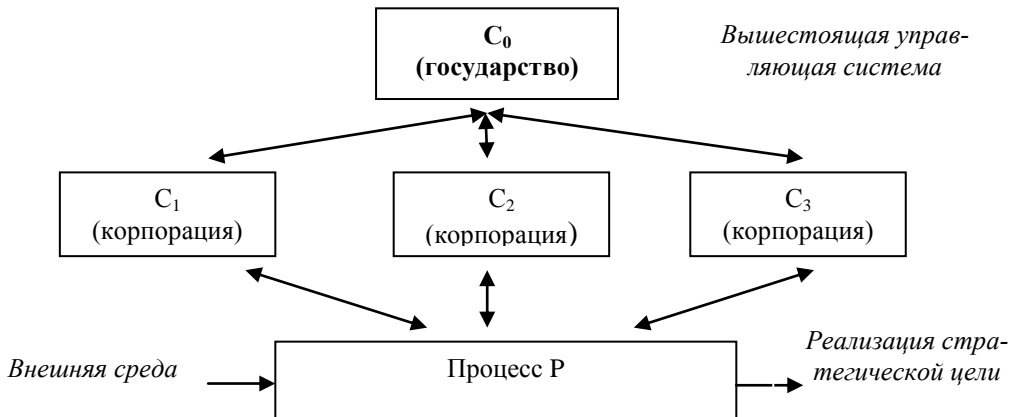 C₀
(государство)
Вышестоящая управ-
ляющая система
C₁
(корпорация)
C₂
(корпорация)
C₃
(корпорация)
Внешняя среда
Процесс P
Реализация стра-
тегической цели